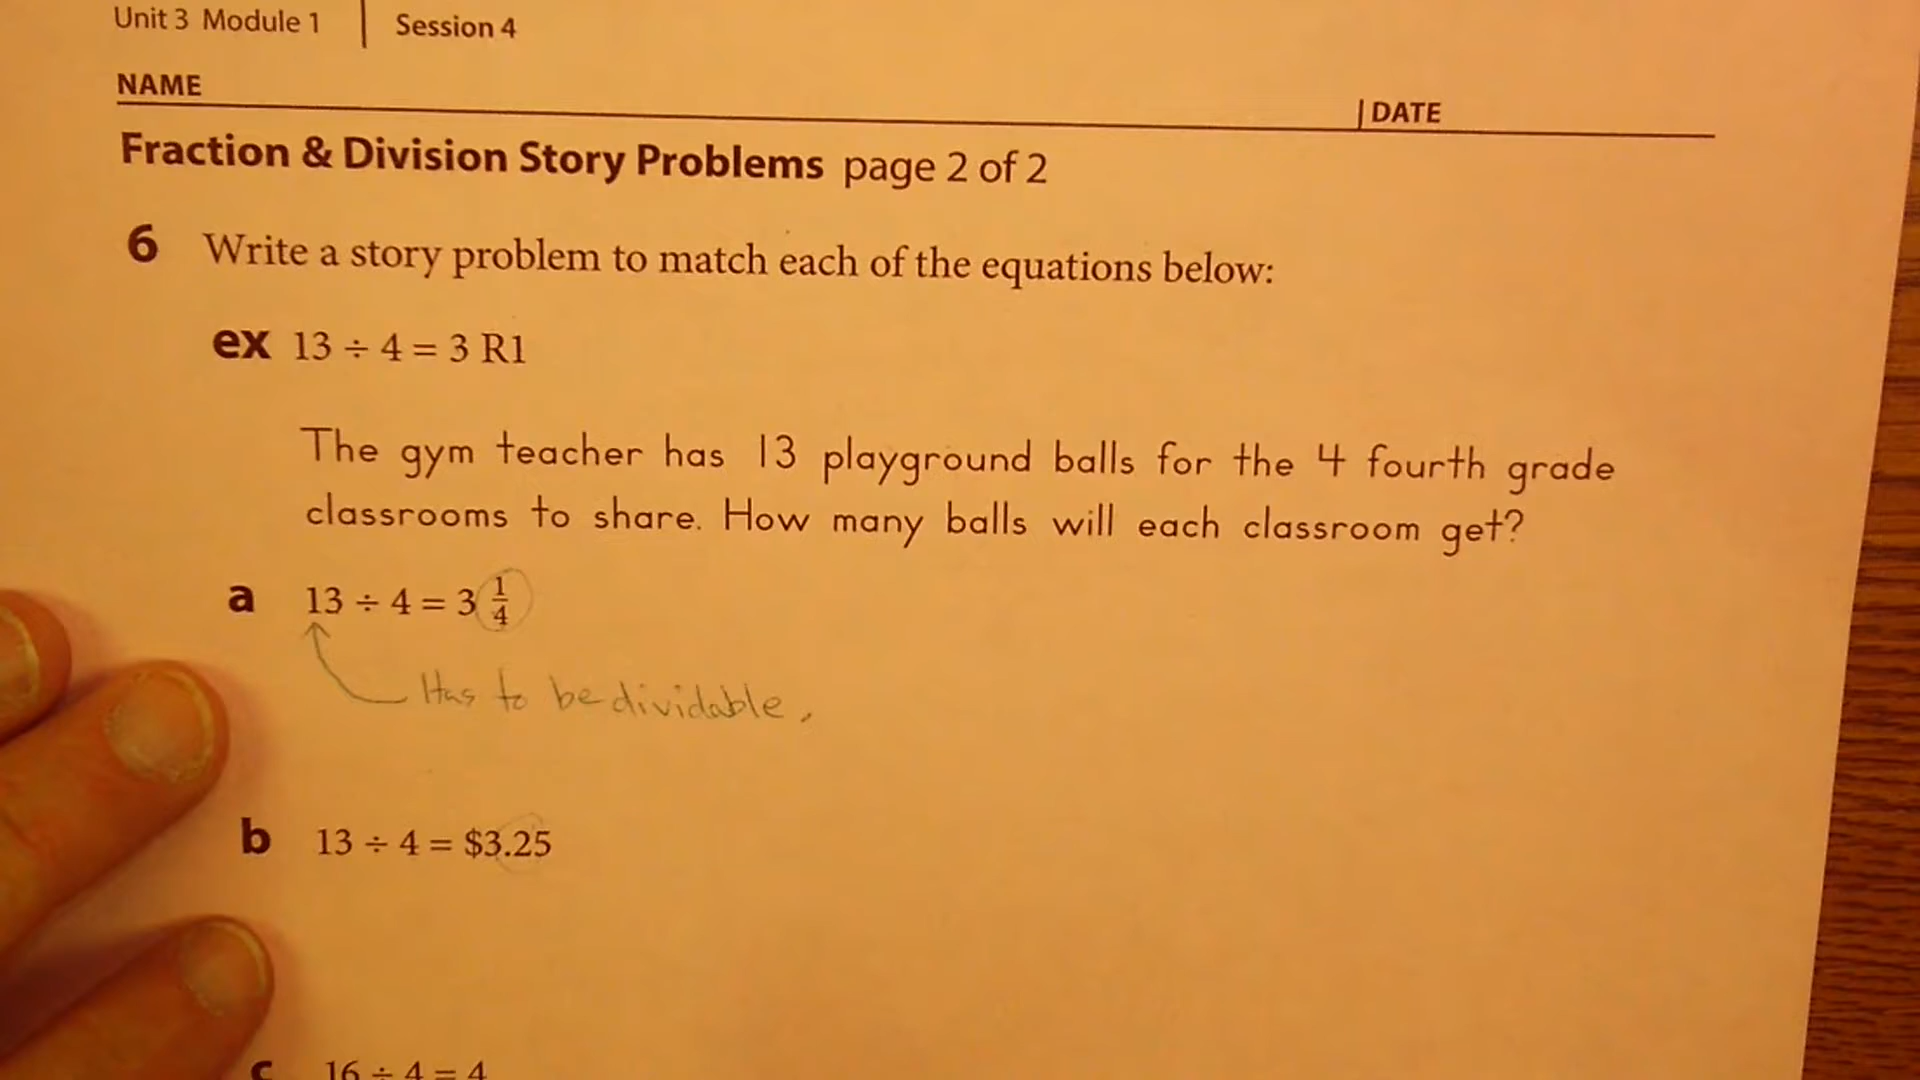 Unit 3 Module 1 | Session 4
NAME | DATE
Fraction & Division Story Problems page 2 of 2
6 Write a story problem to match each of the equations below:
ex 13 ÷ 4 = 3 R1
The gym teacher has 13 playground balls for the 4 fourth grade
classrooms to share. How many balls will each classroom get?
a 13 ÷ 4 = 3 1/4
Has to be dividable.
b 13 ÷ 4 = $3.25
c 16 ÷ 4 = 4